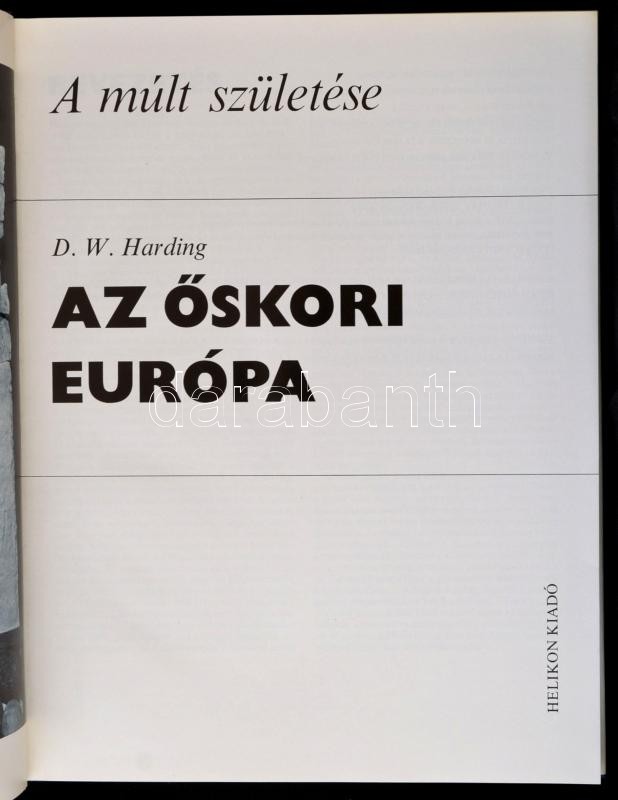 A múlt születése
D. W. Harding
AZ ŐSKORI
EURÓPA
darabanth
HELIKON KIADÓ